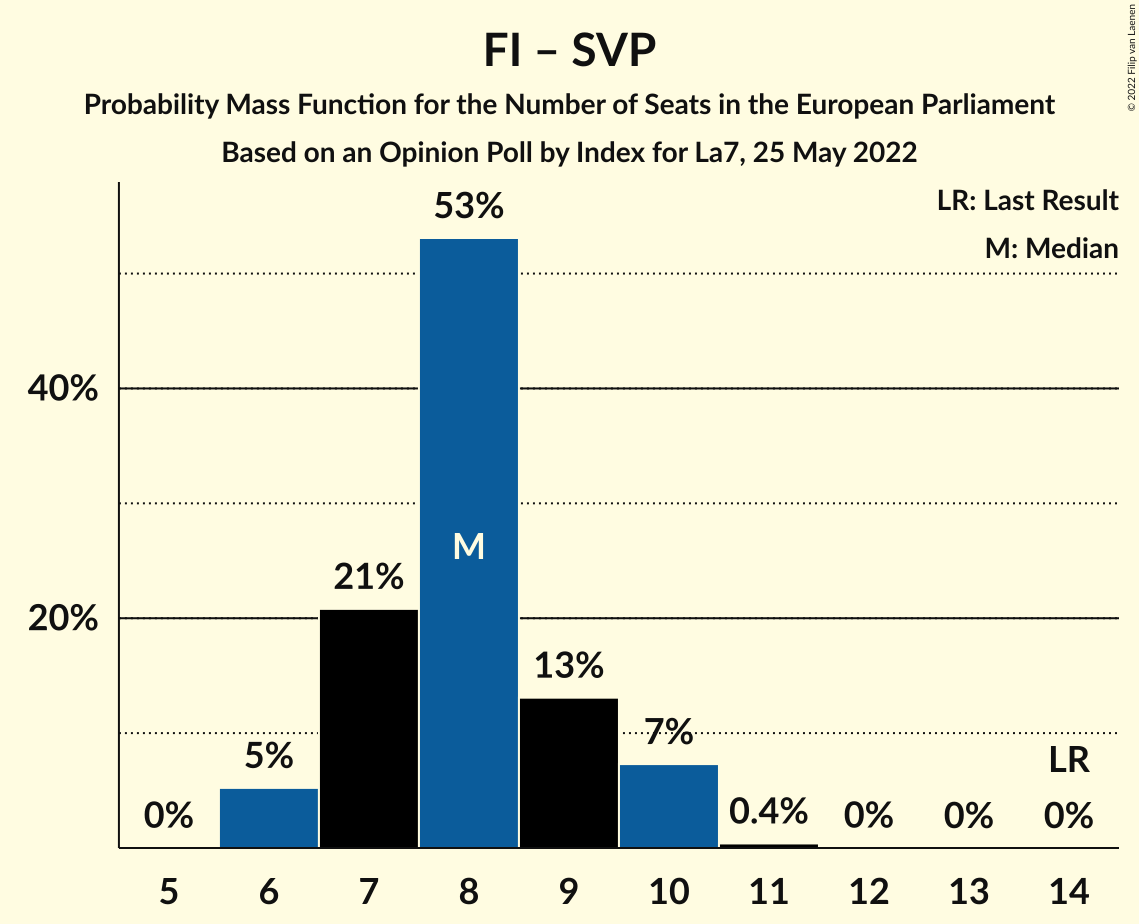 FI – SVP
Probability Mass Function for the Number of Seats in the European Parliament
Based on an Opinion Poll by Index for La7, 25 May 2022
© 2022 Filip van Laenen
LR: Last Result
M: Median
53%
40%
M
21%
20%
13%
7%
5%
LR
0%
0.4%
0%
0%
0%
5 6 7 8 9 10 11 12 13 14